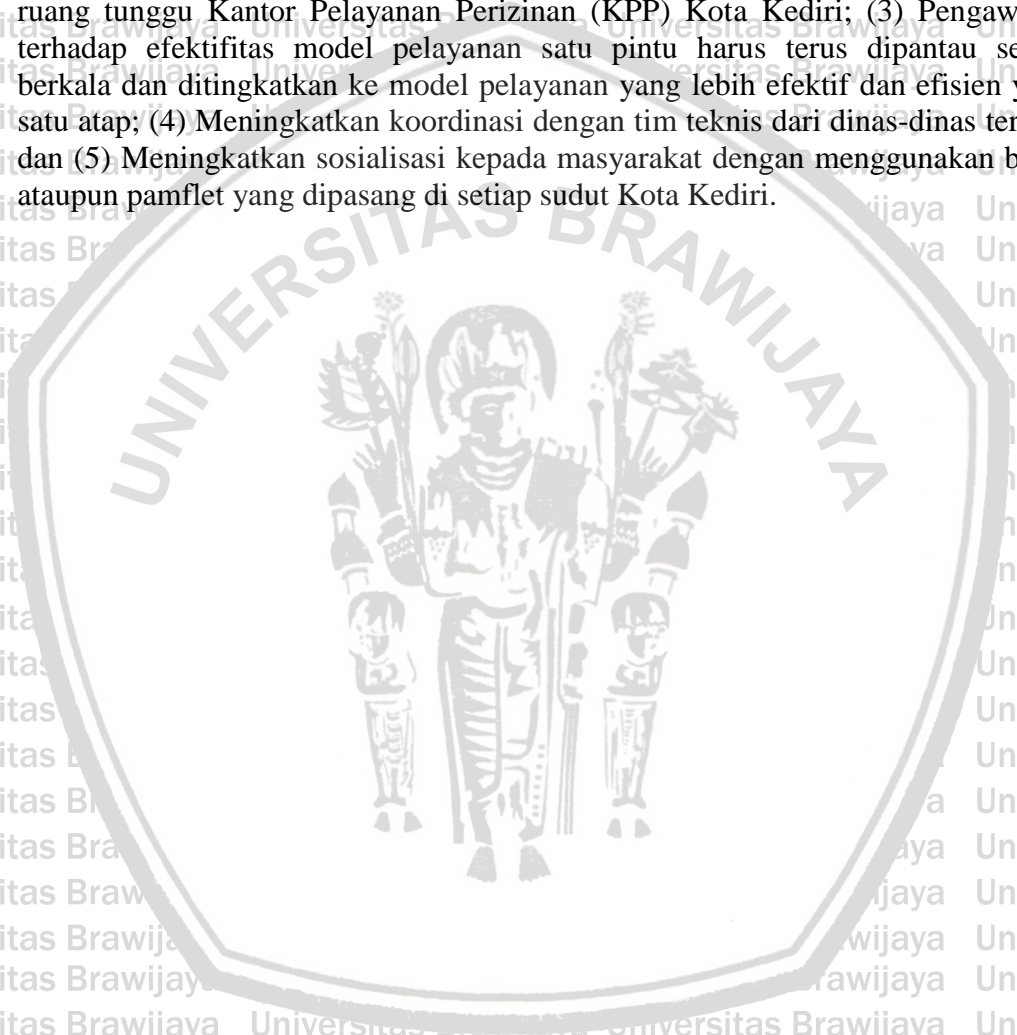 ruang tunggu Kantor Pelayanan Perizinan (KPP) Kota Kediri; (3) Pengaw
terhadap efektifitas model pelayanan satu pintu harus terus dipantau se
berkala dan ditingkatkan ke model pelayanan yang lebih efektif dan efisien y
satu atap; (4) Meningkatkan koordinasi dengan tim teknis dari dinas-dinas ter
dan (5) Meningkatkan sosialisasi kepada masyarakat dengan menggunakan b
ataupun pamflet yang dipasang di setiap sudut Kota Kediri.
UNIVERSITAS BRAWIJAYA